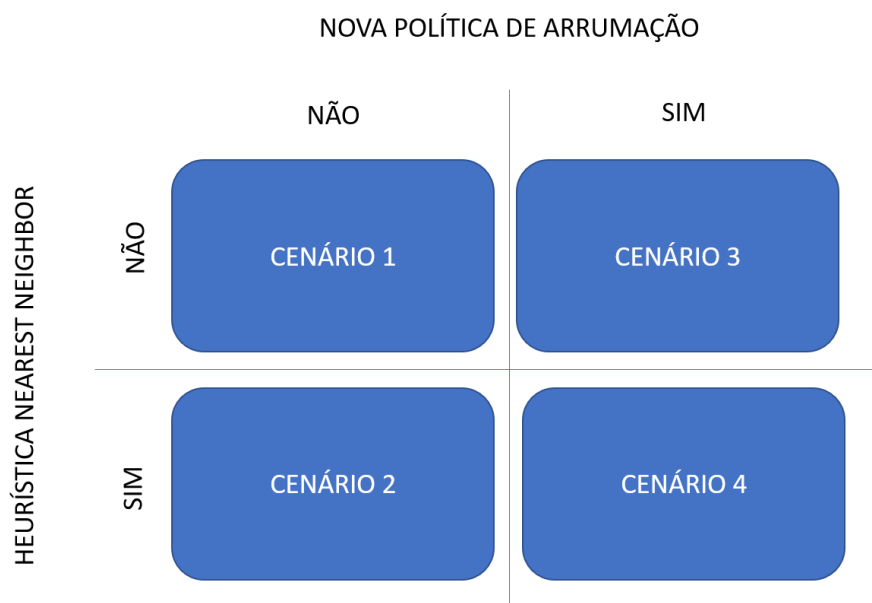 NOVA POLÍTICA DE ARRUMAÇÃO
NÃO
SIM
HEURÍSTICA NEAREST NEIGHBOR
NÃO
CENÁRIO 1
CENÁRIO 3
SIM
CENÁRIO 2
CENÁRIO 4